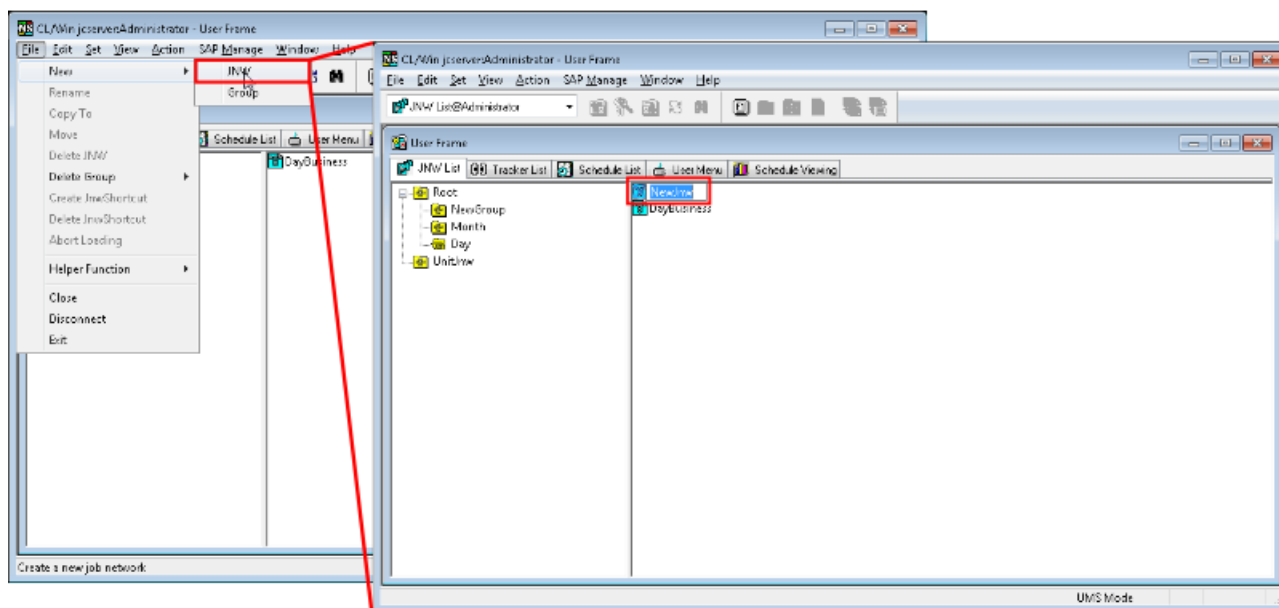 CL/Win jcserver:Administrator - User Frame
File Edit Set View Action SAP Manage Window Help
New
JNW
Rename
Group
Copy To
Move
Delete JNW
Delete Group
Create JnwShortcut
Delete JnwShortcut
Abort Loading
Helper Function
Close
Disconnect
Exit
Schedule List User Menu
DayBusiness
Create a new job network
CL/Win jcserver:Administrator - User Frame
File Edit Set View Action SAP Manage Window Help
JNW List@Administrator
User Frame
JNW List Tracker List Schedule List User Menu Schedule Viewing
Root
NewGroup
Month
Day
UnitJnw
NewJnw
DayBusiness
UMS Mode